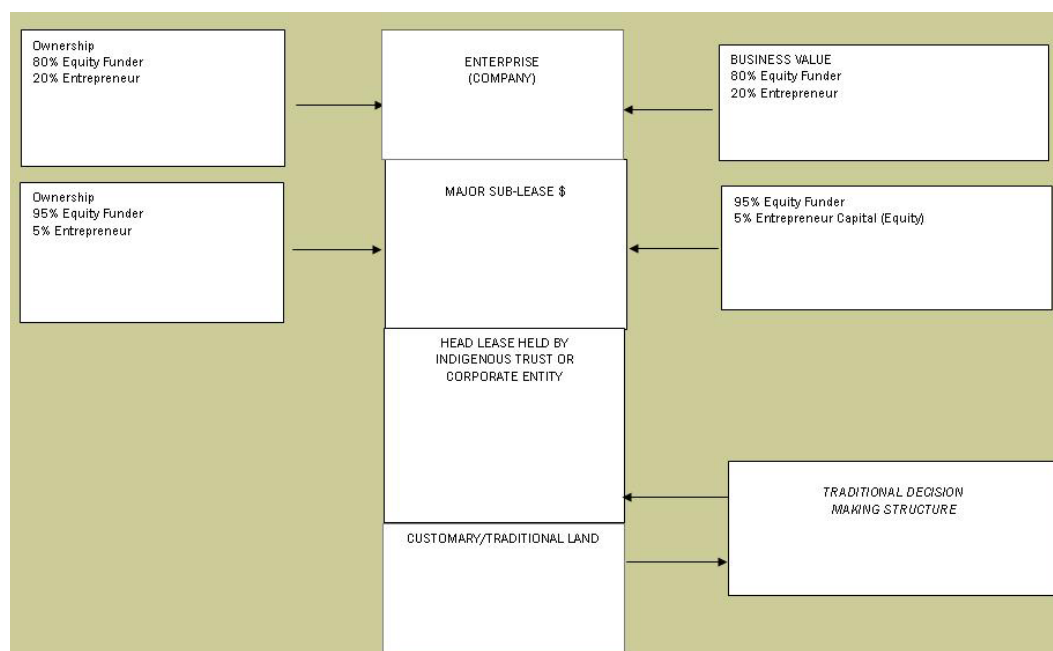 Ownership
80% Equity Funder
20% Entrepreneur
ENTERPRISE
(COMPANY)
BUSINESS VALUE
80% Equity Funder
20% Entrepreneur
Ownership
95% Equity Funder
5% Entrepreneur
MAJOR SUB-LEASE $
95% Equity Funder
5% Entrepreneur Capital (Equity)
HEAD LEASE HELD BY
INDIGENOUS TRUST OR
CORPORATE ENTITY
TRADITIONAL DECISION
MAKING STRUCTURE
CUSTOMARY/TRADITIONAL LAND